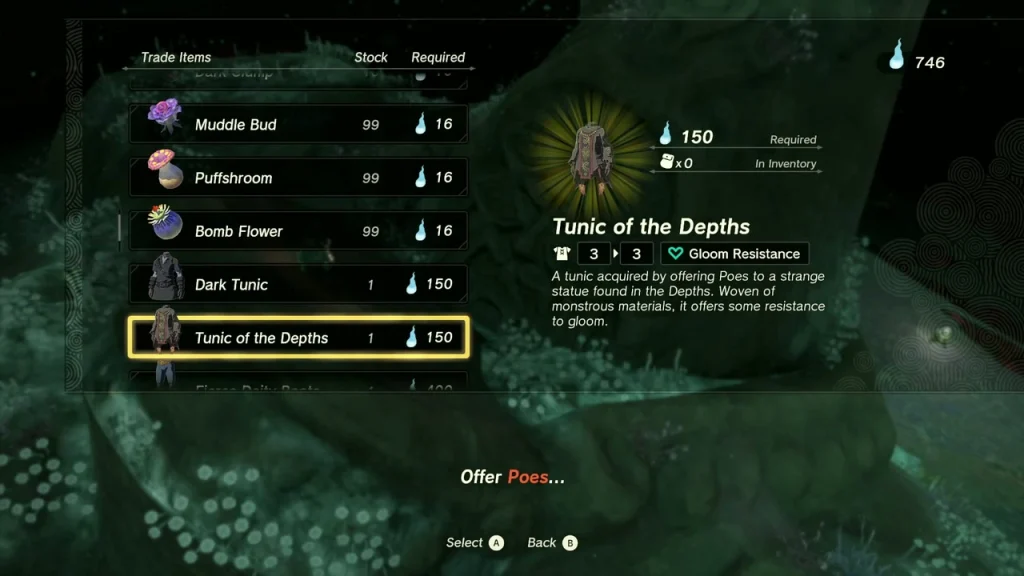 Trade Items Stock Required
746
Dark Clump
Muddle Bud 99 16
Puffshroom 99 16
Bomb Flower 99 16
Dark Tunic 1 150
Tunic of the Depths 1 150
150 Required
x0 In Inventory
Tunic of the Depths
3 3 Gloom Resistance
A tunic acquired by offering Poes to a strange
statue found in the Depths. Woven of
monstrous materials, it offers some resistance
to gloom.
Offer Poes...
Select A Back B